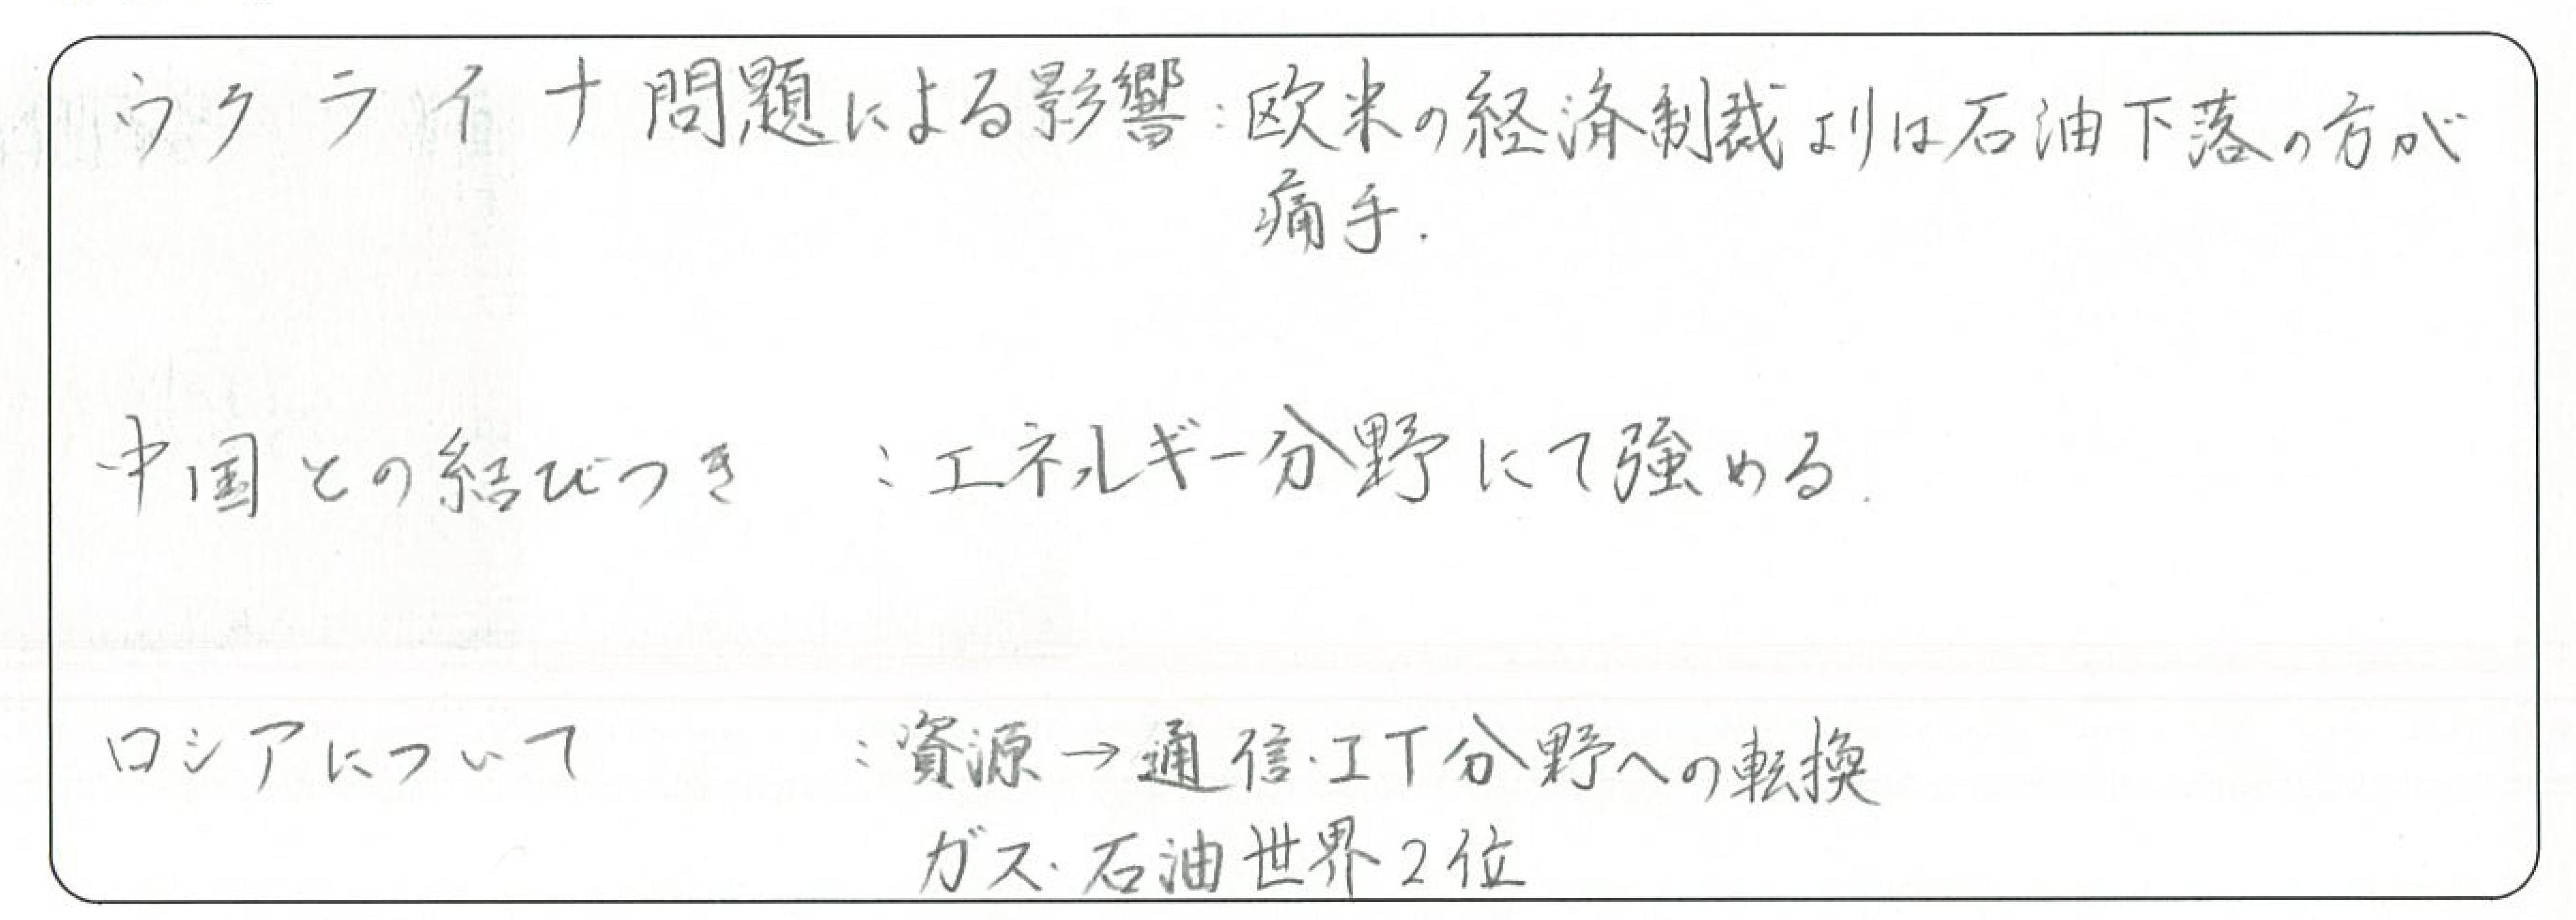 ウクライナ問題による影響:欧米の経済制裁よりは石油下落の方が
痛手.
中国との結びつき :エネルギー分野にて強める.
ロシアについて :資源→通信・IT分野への転換
ガス・石油世界2位